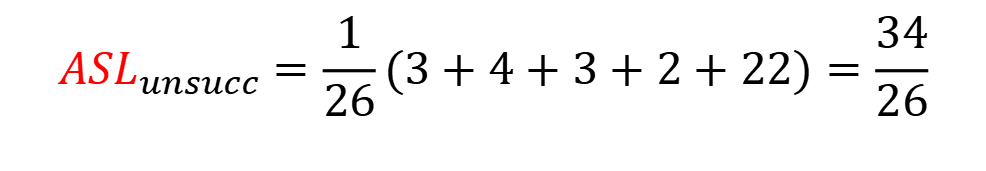 ASL_unsucc = 1/26 (3 + 4 + 3 + 2 + 22) = 34/26